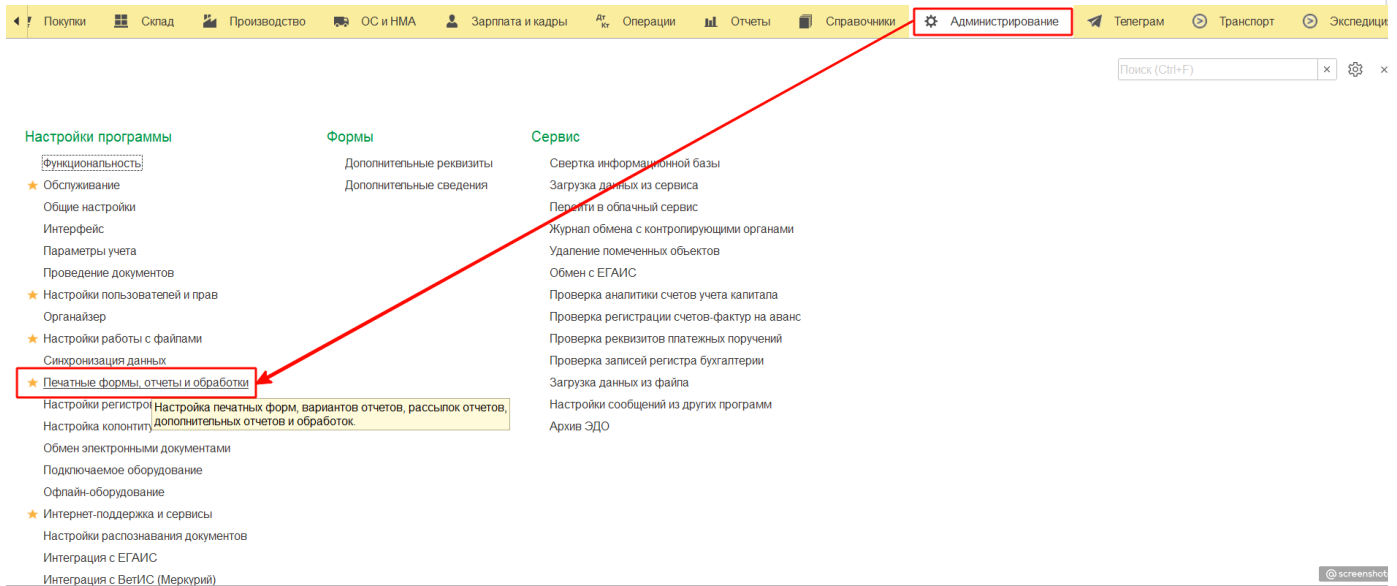 Покупки Склад Производство ОС и НМА Зарплата и кадры Дт Кт Операции Отчеты Справочники Администрирование Телеграм Транспорт Экспедиция
Поиск (Ctrl+F)
Настройки программы
Функциональность
Обслуживание
Общие настройки
Интерфейс
Параметры учета
Проведение документов
Настройки пользователей и прав
Органайзер
Настройки работы с файлами
Синхронизация данных
Печатные формы, отчеты и обработки
Настройки регистров
Настройка колонтиту
Обмен электронными документами
Подключаемое оборудование
Офлайн-оборудование
Интернет-поддержка и сервисы
Настройки распознавания документов
Интеграция с ЕГАИС
Интеграция с ВетИС (Меркурий)
Настройка печатных форм, вариантов отчетов, рассылок отчетов,
дополнительных отчетов и обработок.
Формы
Дополнительные реквизиты
Дополнительные сведения
Сервис
Свертка информационной базы
Загрузка данных из сервиса
Перейти в облачный сервис
Журнал обмена с контролирующими органами
Удаление помеченных объектов
Обмен с ЕГАИС
Проверка аналитики счетов учета капитала
Проверка регистрации счетов-фактур на аванс
Проверка реквизитов платежных поручений
Проверка записей регистра бухгалтерии
Загрузка данных из файла
Настройки сообщений из других программ
Архив ЭДО
@screenshot